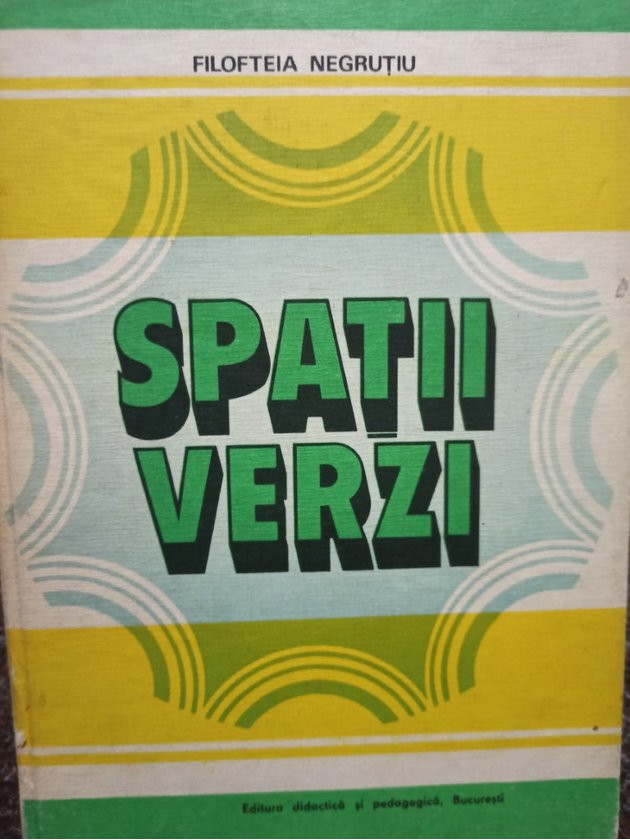 FILOFTEIA NEGRUȚIU
SPAȚII
VERZI
Editura didactică și pedagogică, București